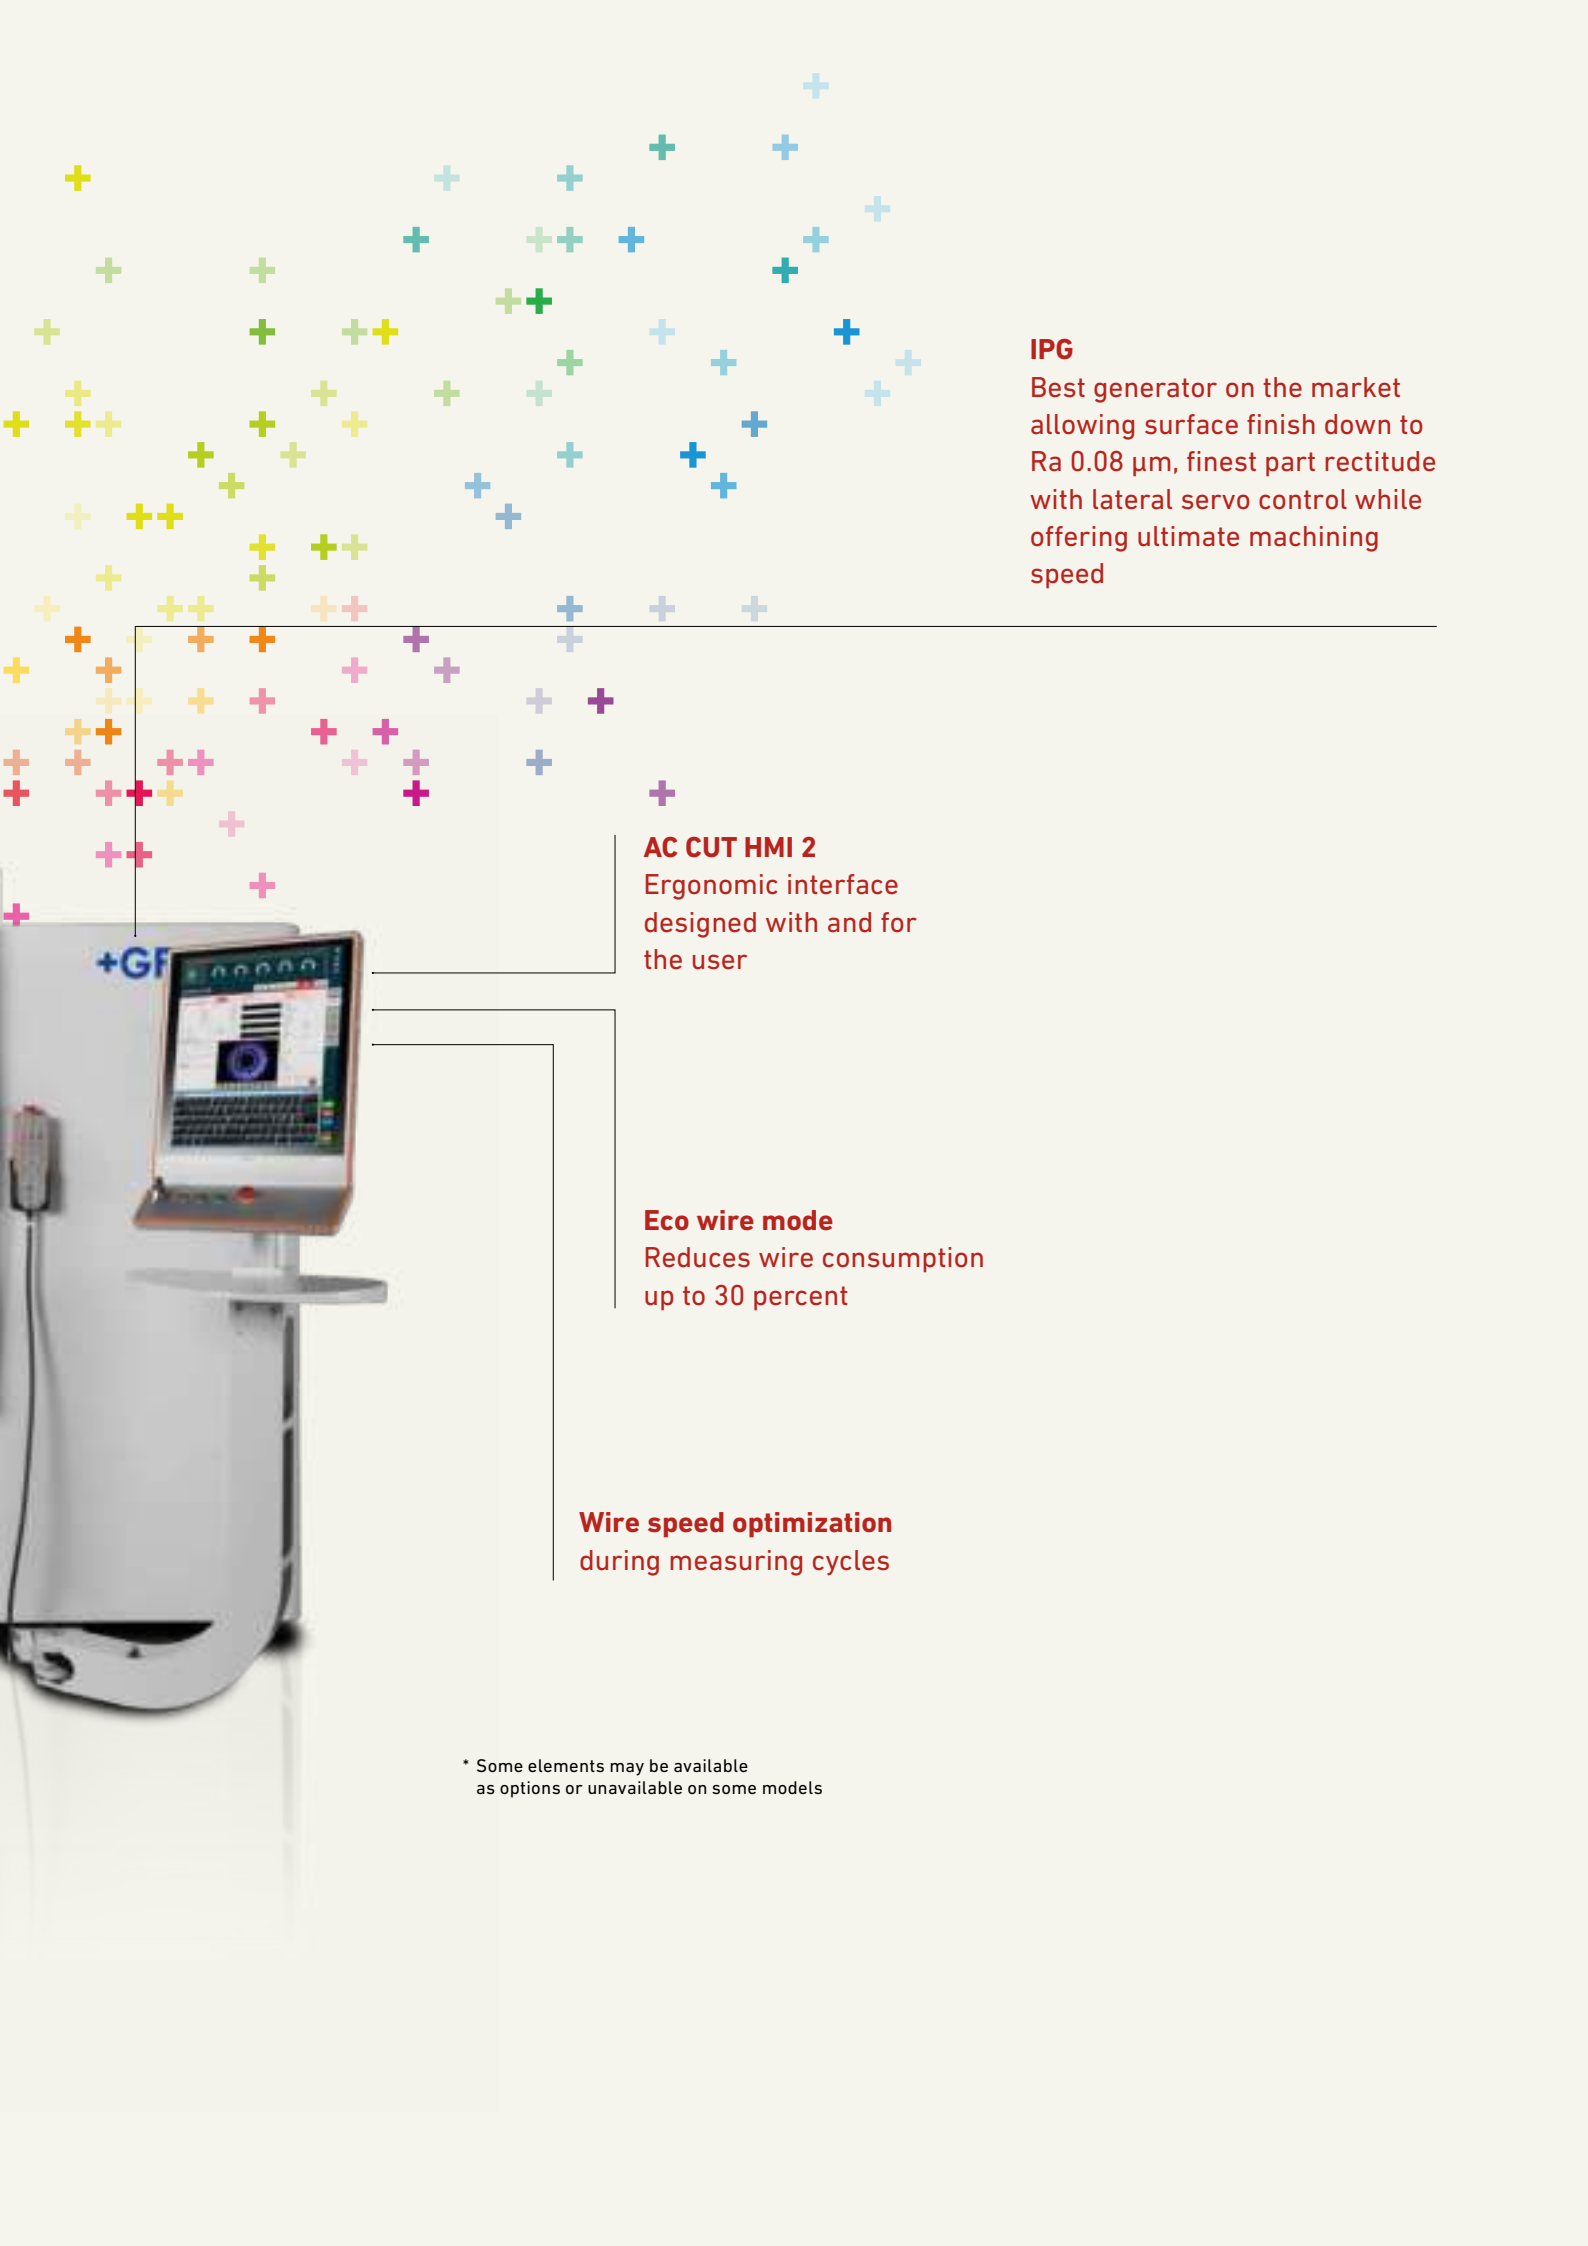 IPG
Best generator on the market
allowing surface finish down to
Ra 0.08 µm, finest part rectitude
with lateral servo control while
offering ultimate machining
speed
AC CUT HMI 2
Ergonomic interface
designed with and for
the user
+GF
Eco wire mode
Reduces wire consumption
up to 30 percent
Wire speed optimization
during measuring cycles
* Some elements may be available
as options or unavailable on some models